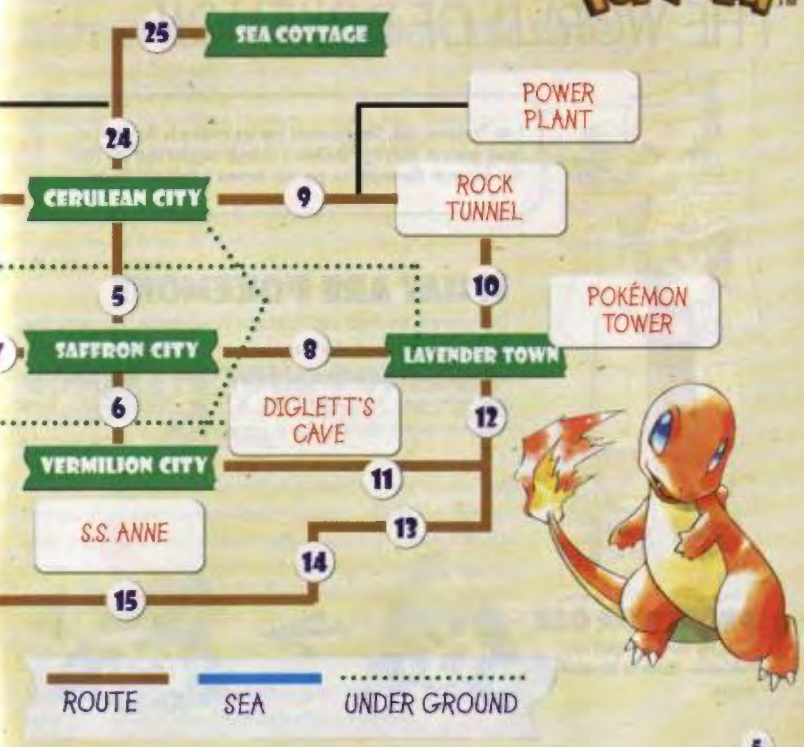 25
SEA COTTAGE
POWER
PLANT
24
CERULEAN CITY
9
ROCK
TUNNEL
5
10
POKÉMON
TOWER
7
SAFFRON CITY
8
LAVENDER TOWN
6
DIGLETT'S
CAVE
12
VERMILION CITY
11
S.S. ANNE
13
14
15
ROUTE
SEA
UNDER GROUND